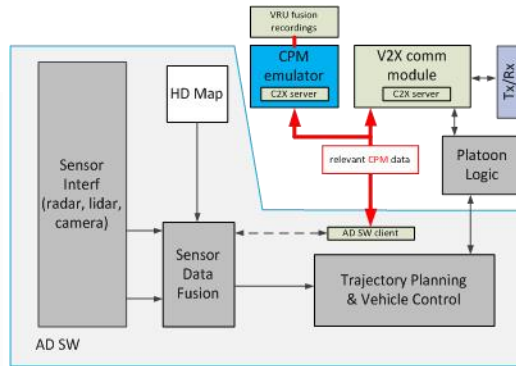 VRU fusion
recordings
CPM
emulator
C2X server
V2X comm
module
C2X server
Tx/Rx
HD Map
relevant CPM data
Platoon
Logic
Sensor
Interf
(radar, lidar,
camera)
AD SW client
Sensor
Data
Fusion
Trajectory Planning
& Vehicle Control
AD SW